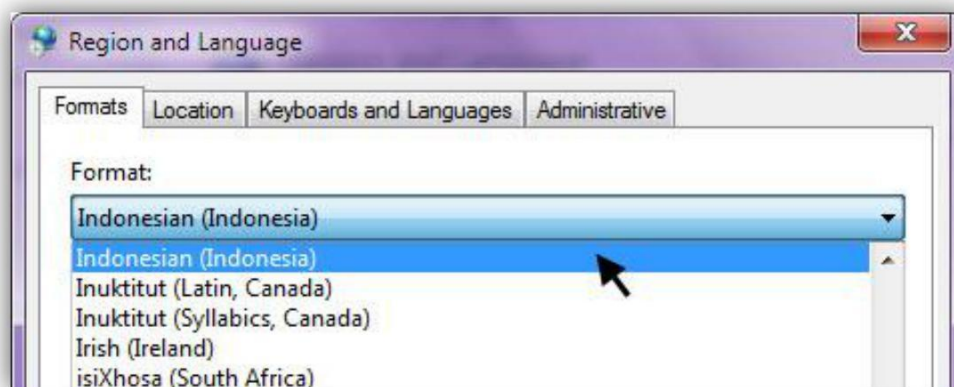 Region and Language
Formats Location Keyboards and Languages Administrative
Format:
Indonesian (Indonesia)
Indonesian (Indonesia)
Inuktitut (Latin, Canada)
Inuktitut (Syllabics, Canada)
Irish (Ireland)
isiXhosa (South Africa)